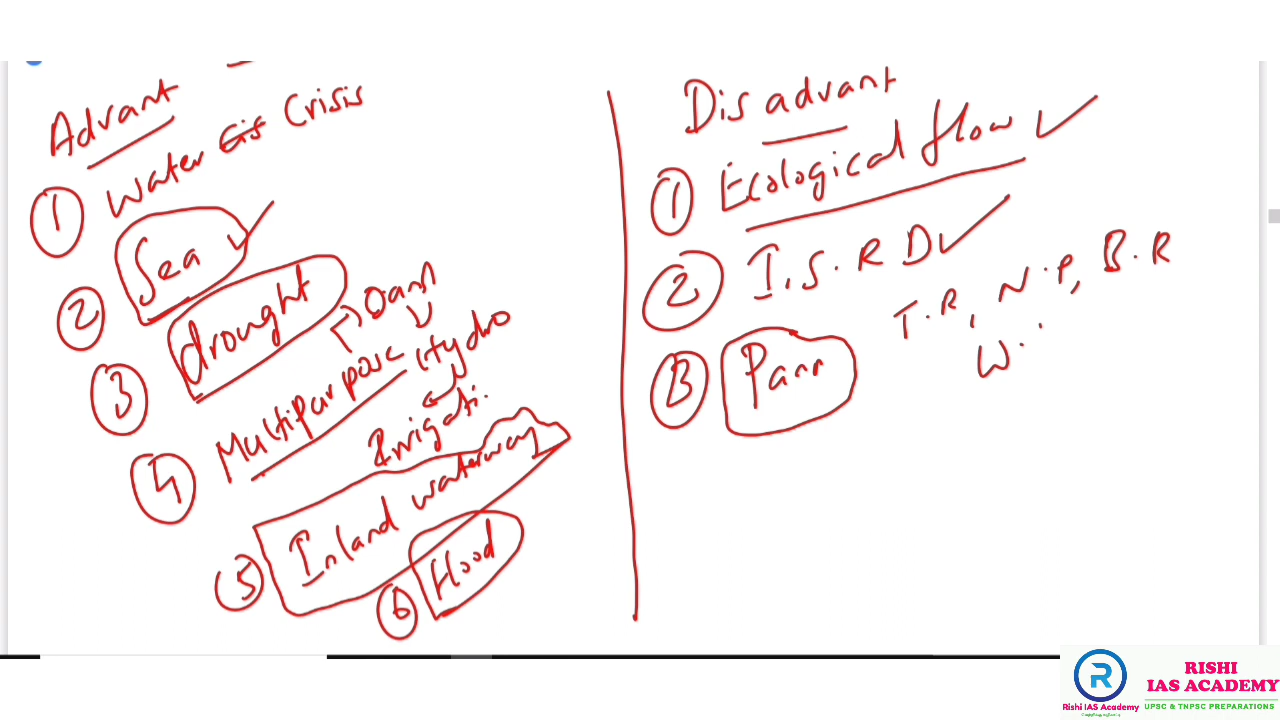 Advant
① Water Crisis
② Sea
③ drought
④ Multipurpose Hydro
Dam
Irrigati.
⑤ Inland waterway
⑥ Flood
Disadvant
① Ecological flow
② I.S.R D
T.R, N.P, B.R
W.
③ Pann
RISHI
IAS ACADEMY
UPSC & TNPSC PREPARATIONS
R
Rishi IAS Academy